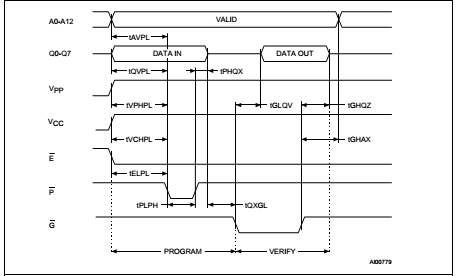 A0-A12 VALID
tAVPL
Q0-Q7 DATA IN DATA OUT
tQVPL tPHQX
VPP
tVPHPL tGLQV tGHQZ
VCC
tVCHPL tGHAX
E
tELPL
P
tPLPH tQXGL
G
PROGRAM VERIFY
AI00779